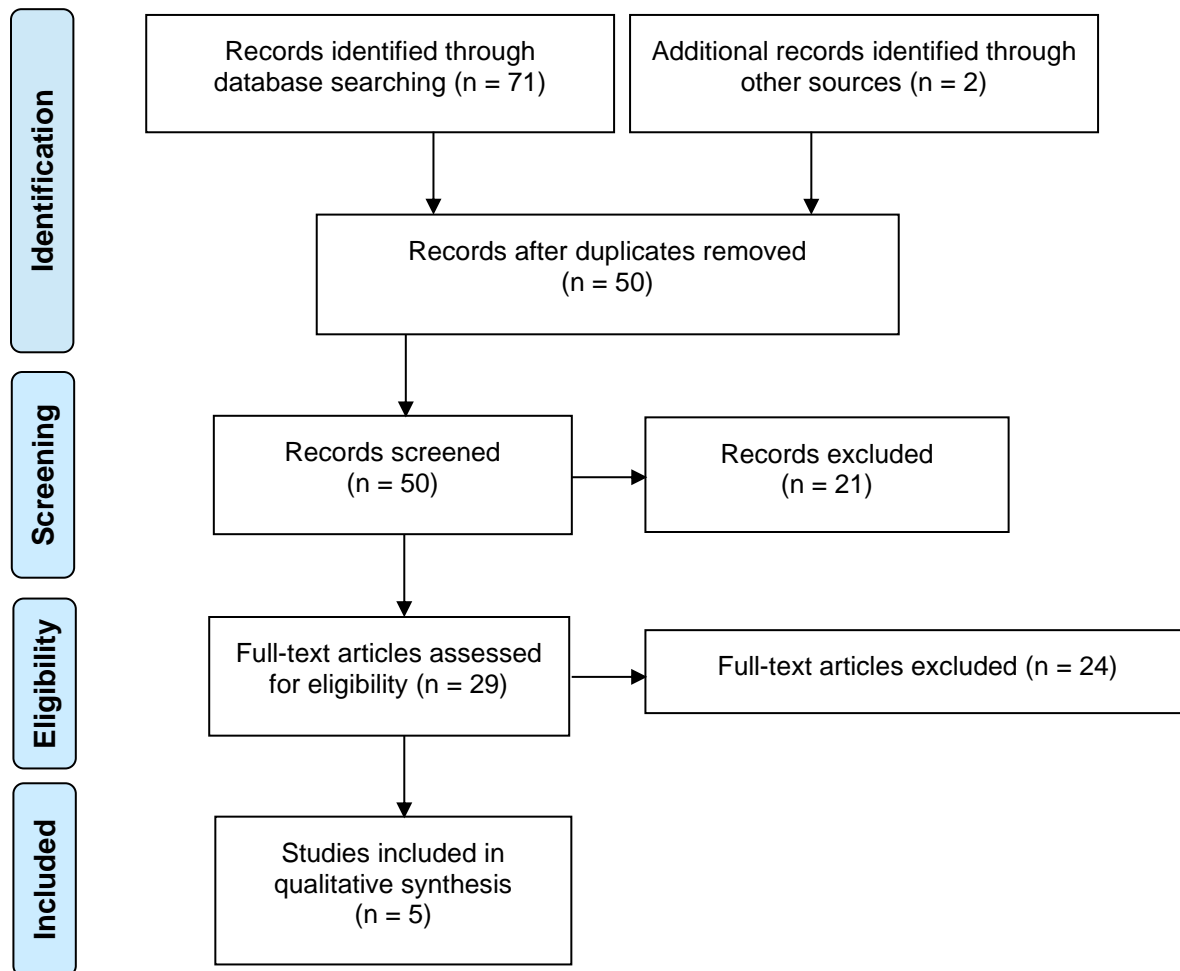 Identification
Records identified through
database searching (n = 71)
Additional records identified through
other sources (n = 2)
Records after duplicates removed
(n = 50)
Screening
Records screened
(n = 50)
Records excluded
(n = 21)
Eligibility
Full-text articles assessed
for eligibility (n = 29)
Full-text articles excluded (n = 24)
Included
Studies included in
qualitative synthesis
(n = 5)